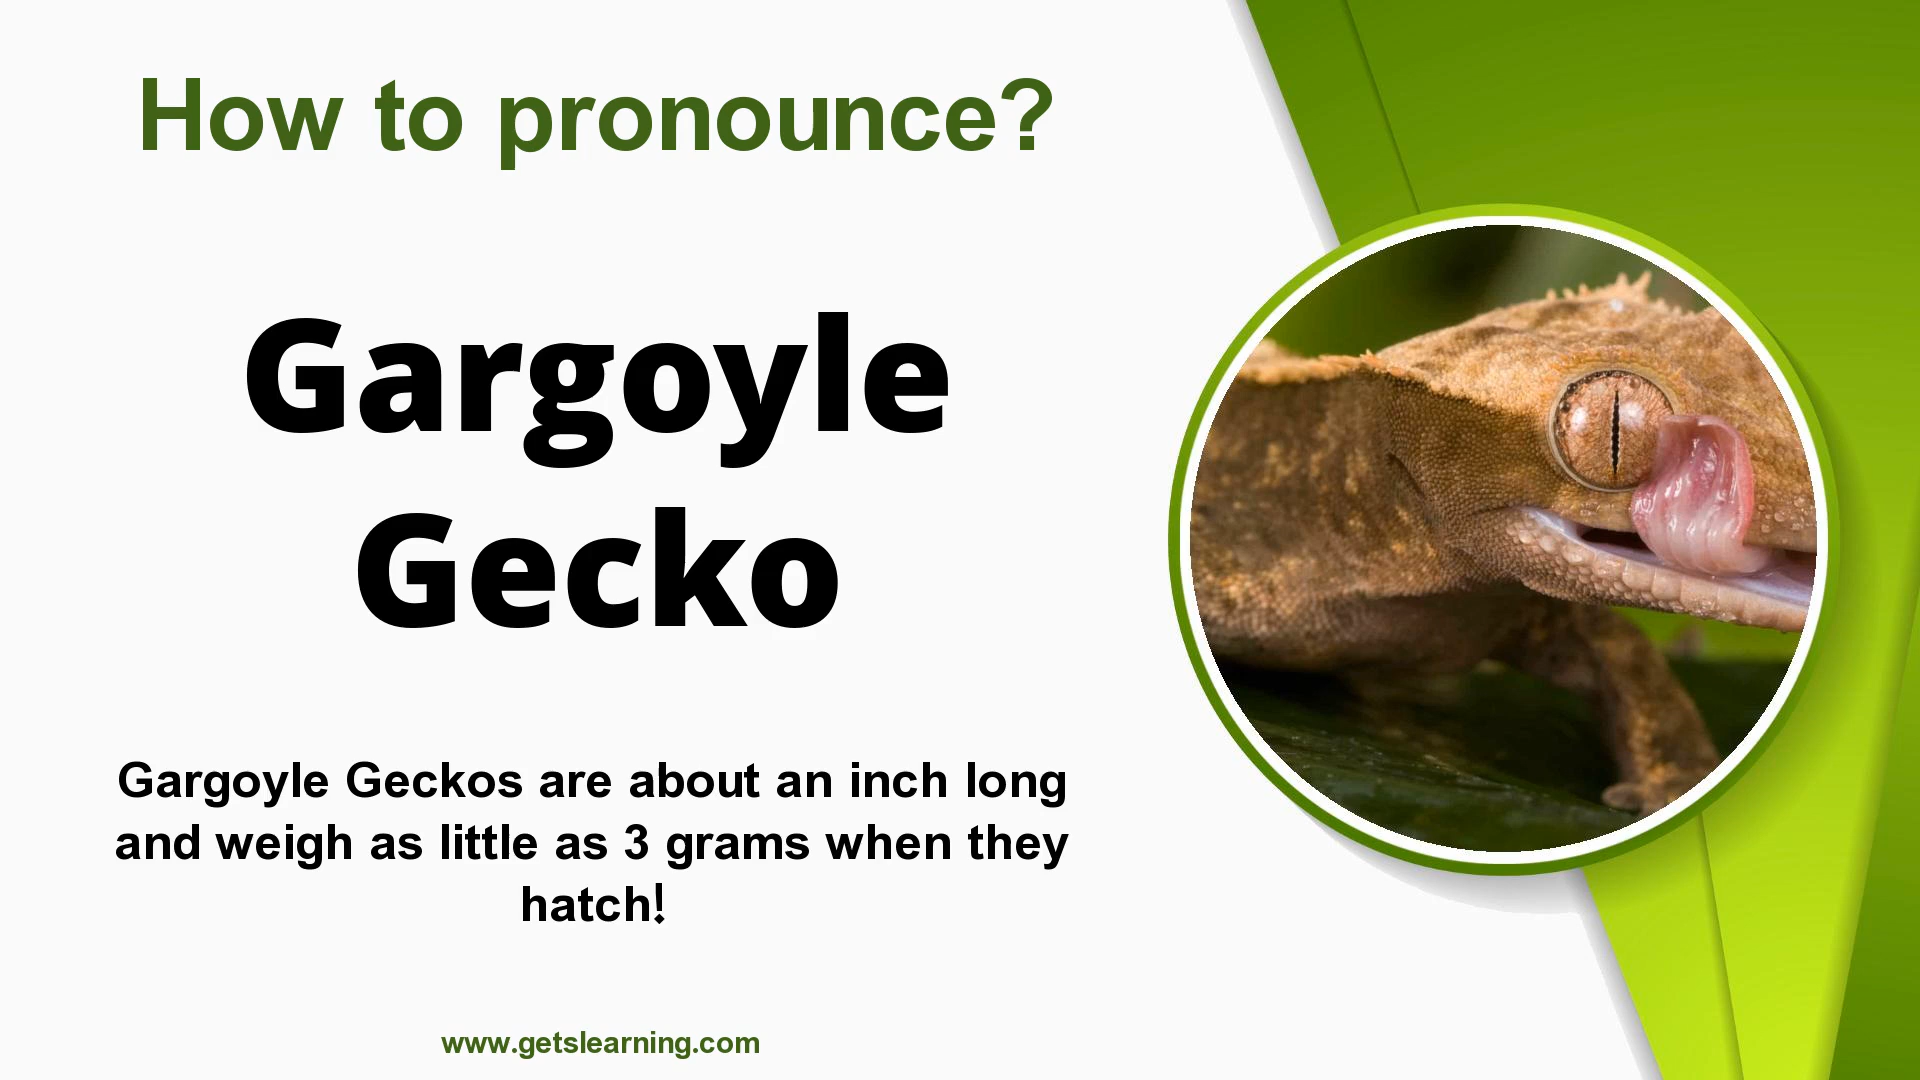 How to pronounce?
Gargoyle
Gecko
Gargoyle Geckos are about an inch long
and weigh as little as 3 grams when they
hatch!
www.getslearning.com